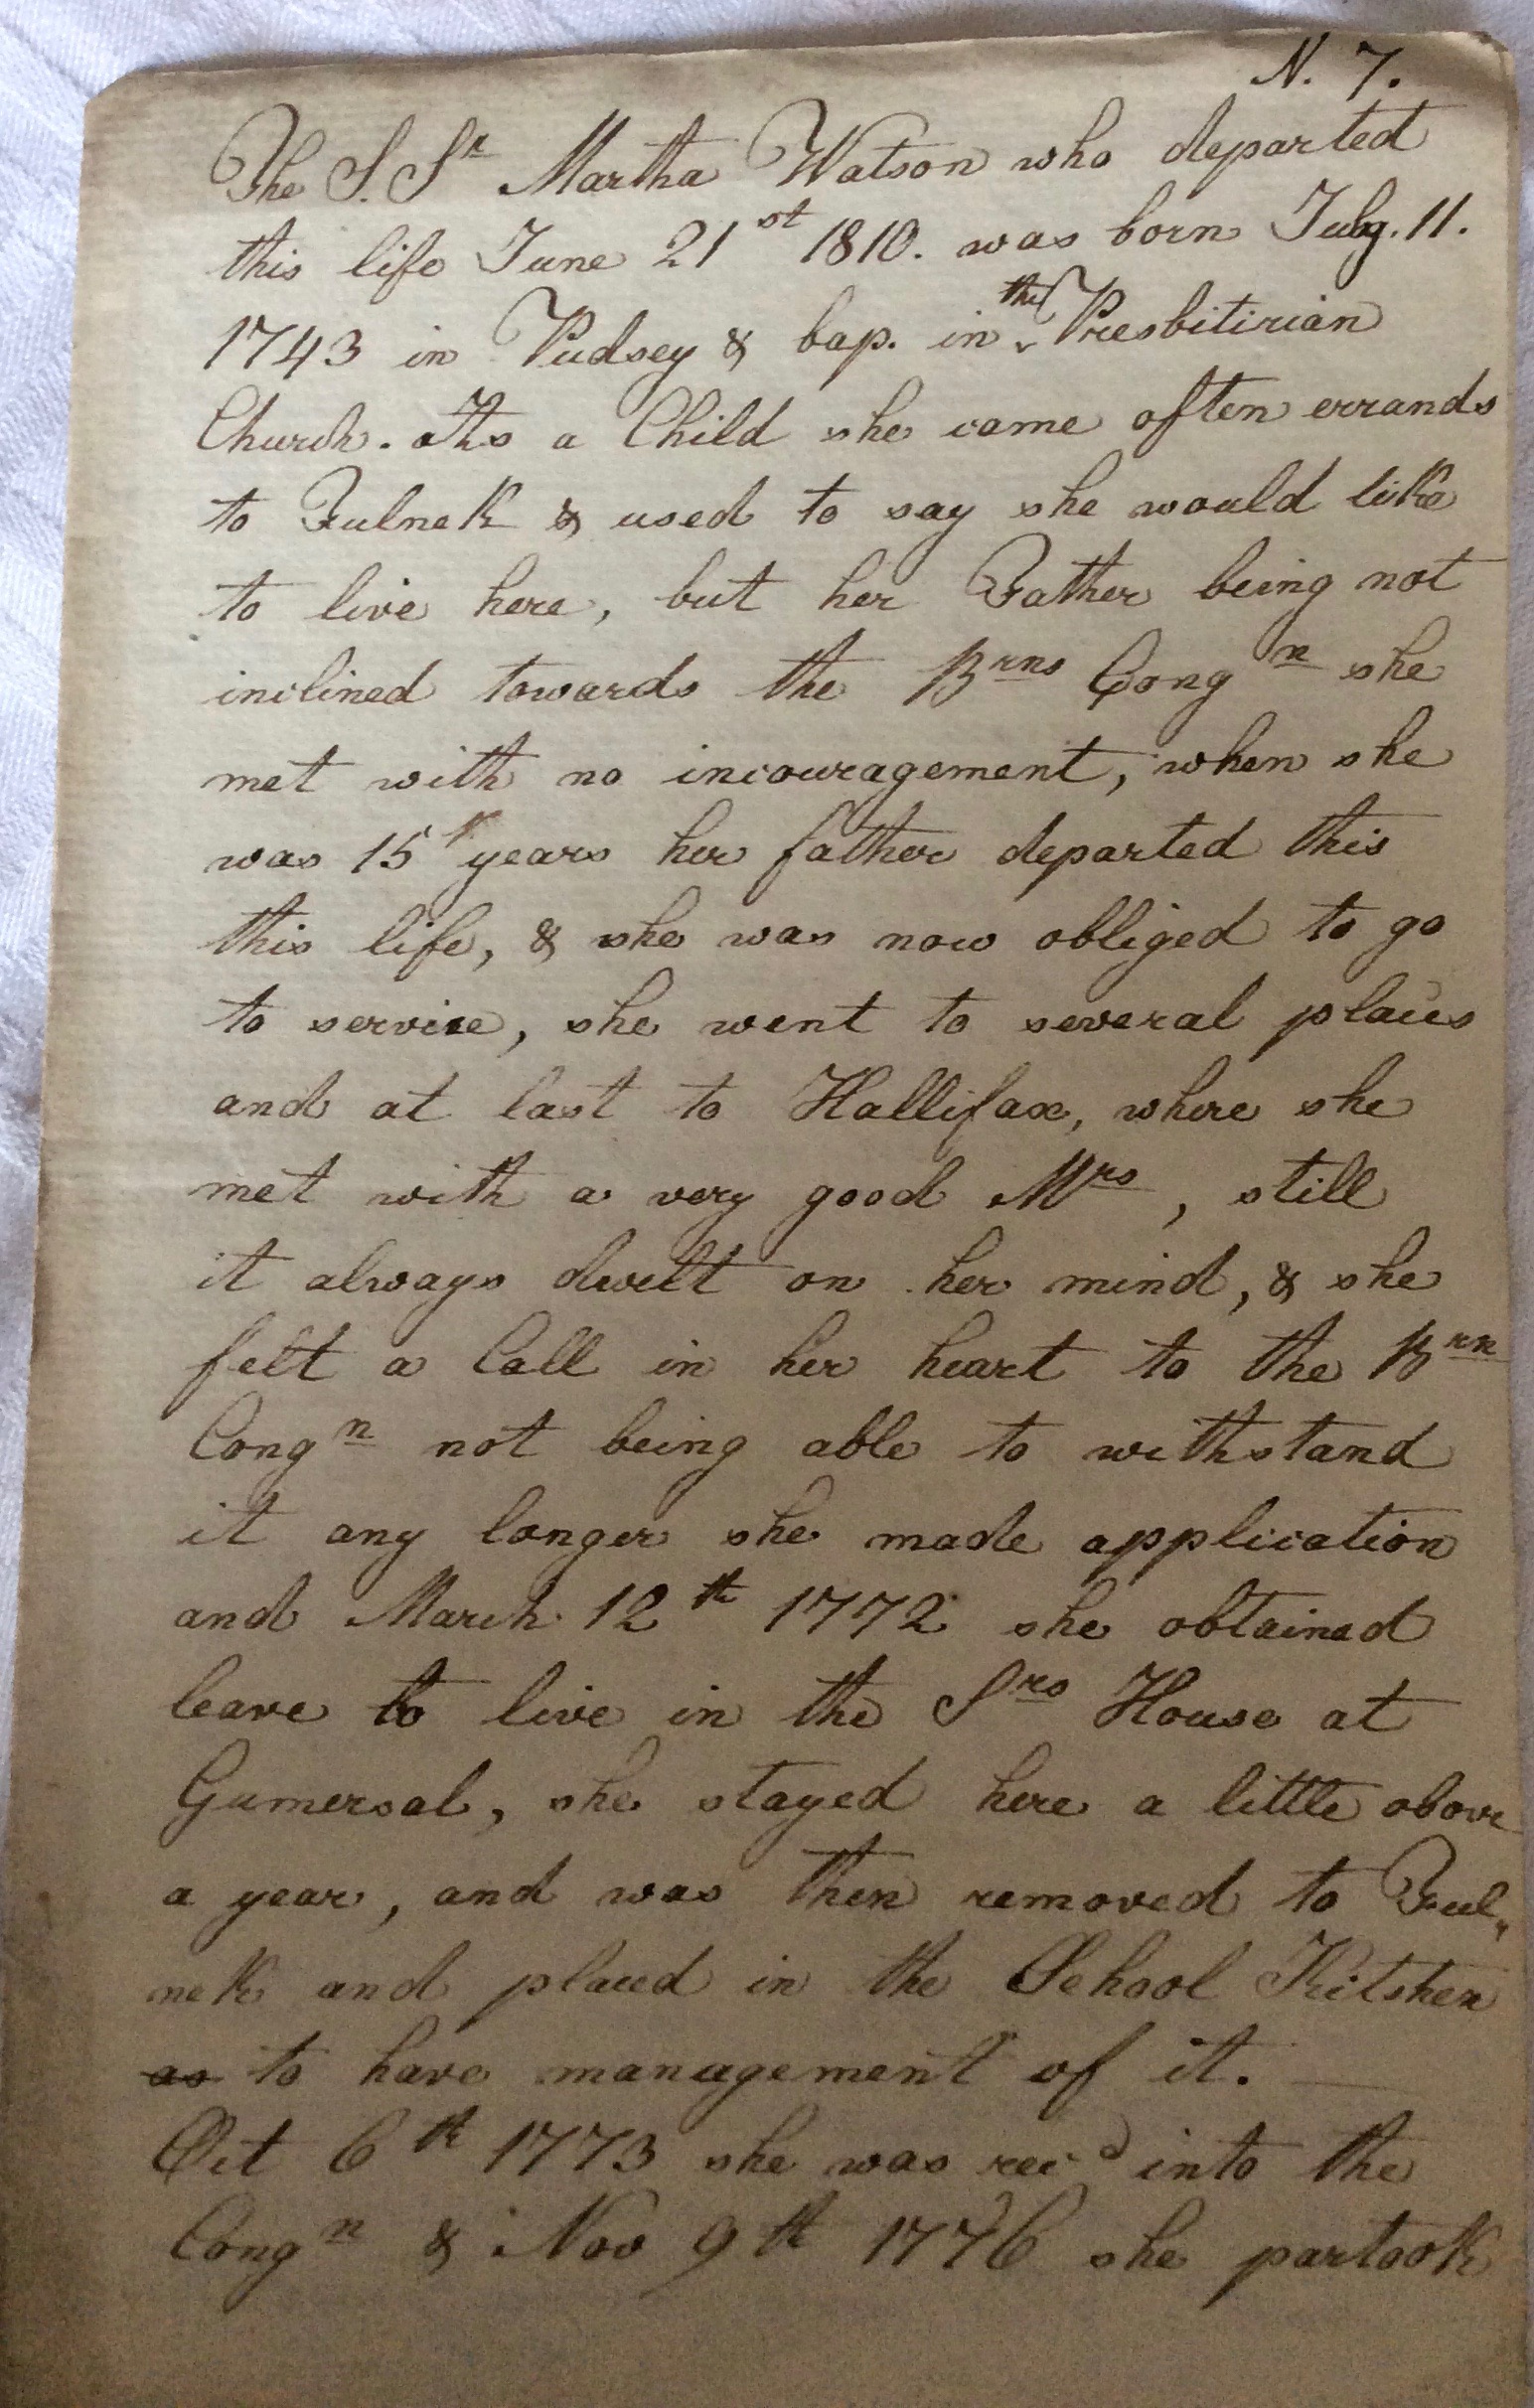 N. 7.
The S. Sr Martha Watson who departed
this life June 21st 1810. was born July. 11.
1743 in Pudsey & bap. in the Presbitirian
Church. As a Child she came often errands
to Fulnek & used to say she would like
to live here, but her Father being not
inclined towards the Brns Congn she
met with no incouragement, when she
was 15 years her father departed this
this life, & she was now obliged to go
to service, she went to several places
and at last to Hallifax, where she
met with a very good Mrs, still
it always dwelt on her mind, & she
felt a Call in her heart to the Brn
Congn not being able to withstand
it any longer she made application
and March 12th 1772 she obtained
leave to live in the Srs House at
Gumersal, she stayed here a little above
a year, and was then removed to Ful„
nek and placed in the School Kitshen
as to have management of it.
Oct 6th 1773 she was recd into the
Congn & Nov 9th 1776 she partook